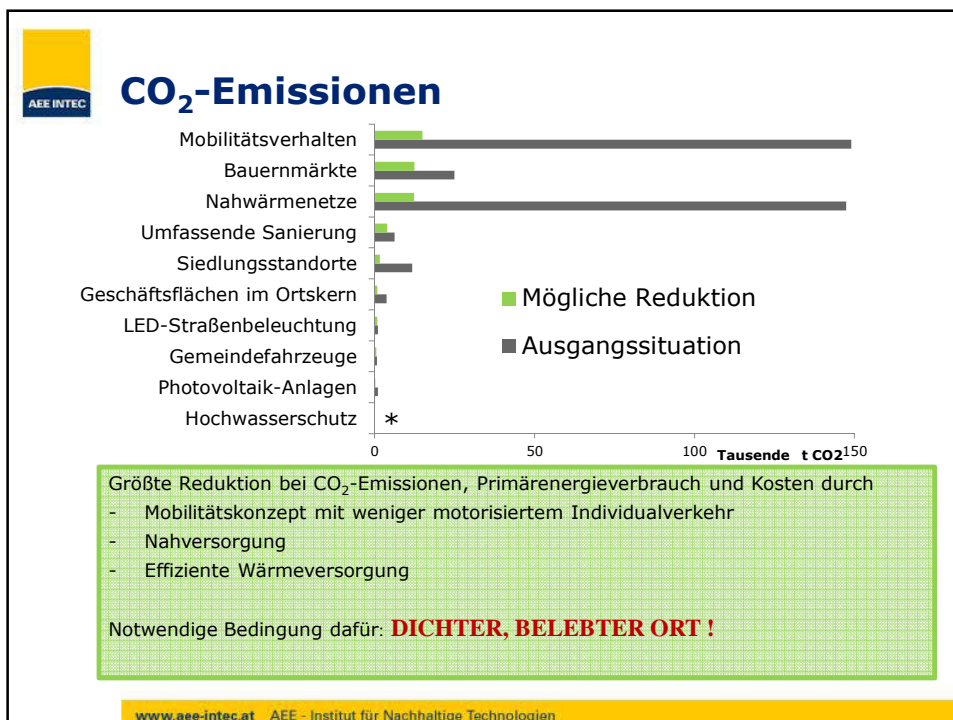 AEE INTEC
CO₂-Emissionen
Mobilitätsverhalten
Bauernmärkte
Nahwärmenetze
Umfassende Sanierung
Siedlungsstandorte
Geschäftsflächen im Ortskern
LED-Straßenbeleuchtung
Gemeindefahrzeuge
Photovoltaik-Anlagen
Hochwasserschutz *
Mögliche Reduktion
Ausgangssituation
0 50 100 Tausende t CO2 150
Größte Reduktion bei CO₂-Emissionen, Primärenergieverbrauch und Kosten durch
- Mobilitätskonzept mit weniger motorisiertem Individualverkehr
- Nahversorgung
- Effiziente Wärmeversorgung
Notwendige Bedingung dafür: DICHTER, BELEBTER ORT !
www.aee-intec.at AEE - Institut für Nachhaltige Technologien